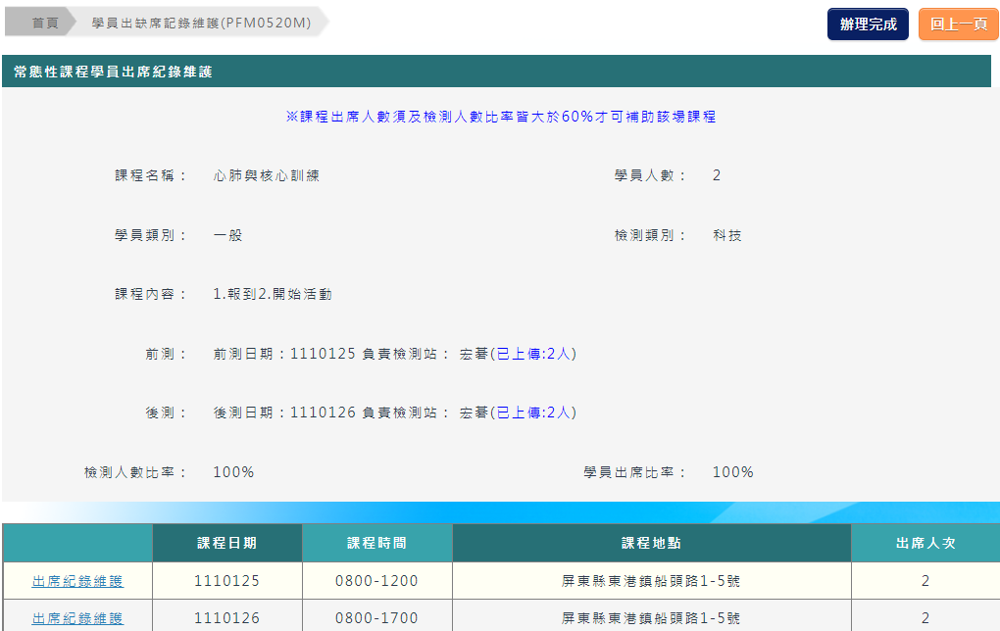 首頁 學員出缺席記錄維護(PFM0520M) 辦理完成 回上一頁
常態性課程學員出席紀錄維護
※課程出席人數須及檢測人數比率皆大於60%才可補助該場課程
課程名稱： 心肺與核心訓練 學員人數： 2
學員類別： 一般 檢測類別： 科技
課程內容： 1.報到2.開始活動
前測： 前測日期：1110125 負責檢測站： 宏碁(已上傳:2人)
後測： 後測日期：1110126 負責檢測站： 宏碁(已上傳:2人)
檢測人數比率： 100% 學員出席比率： 100%
課程日期 課程時間 課程地點 出席人次
出席紀錄維護 1110125 0800-1200 屏東縣東港鎮船頭路1-5號 2
出席紀錄維護 1110126 0800-1700 屏東縣東港鎮船頭路1-5號 2